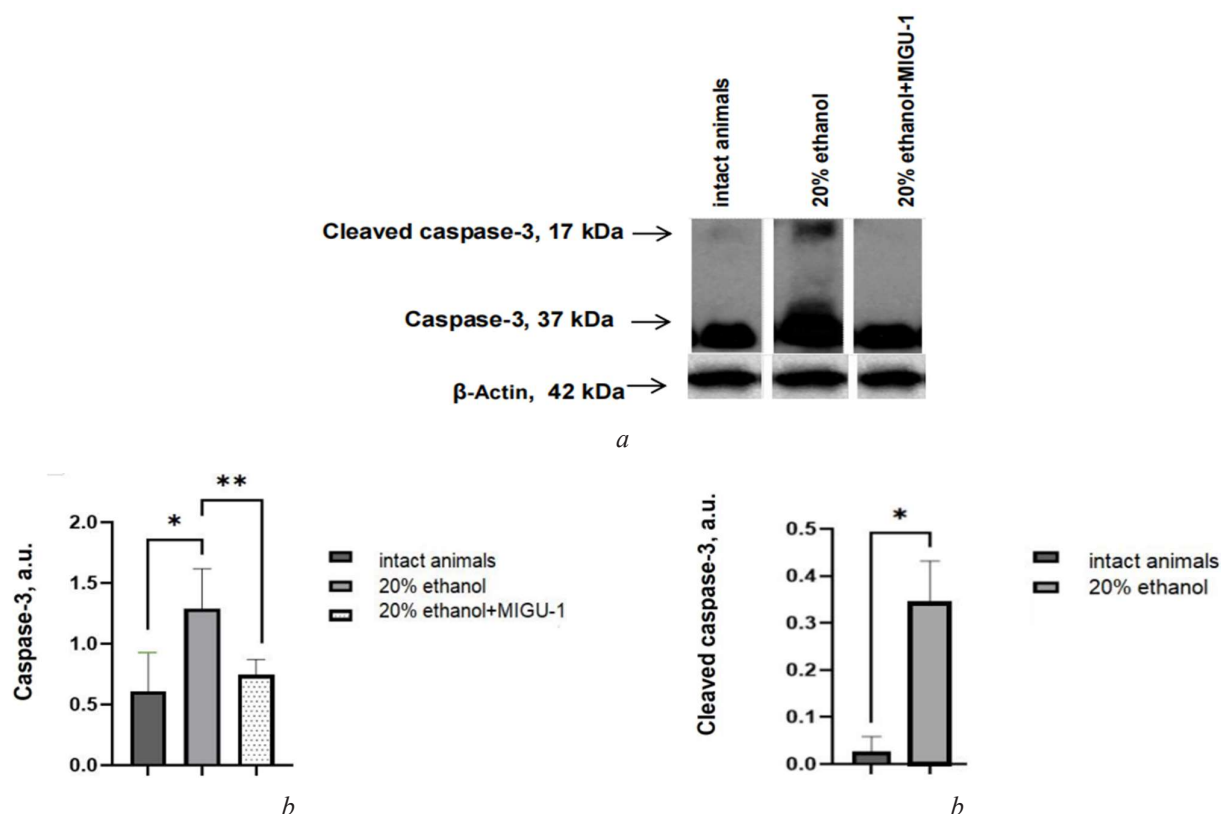 intact animals
20% ethanol
20% ethanol+MIGU-1
Cleaved caspase-3, 17 kDa
Caspase-3, 37 kDa
β-Actin, 42 kDa
a
Caspase-3, a.u.
2.0
1.5
1.0
0.5
0.0
*
**
intact animals
20% ethanol
20% ethanol+MIGU-1
b
Cleaved caspase-3, a.u.
0.5
0.4
0.3
0.2
0.1
0.0
*
intact animals
20% ethanol
b